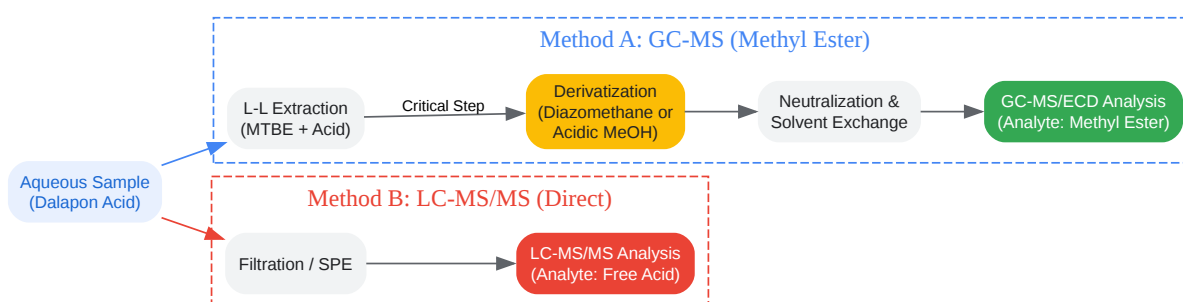 Method A: GC-MS (Methyl Ester)
L-L Extraction
(MTBE + Acid)
Critical Step
Derivatization
(Diazomethane or
Acidic MeOH)
Neutralization &
Solvent Exchange
GC-MS/ECD Analysis
(Analyte: Methyl Ester)
Aqueous Sample
(Dalapon Acid)
Method B: LC-MS/MS (Direct)
Filtration / SPE
LC-MS/MS Analysis
(Analyte: Free Acid)